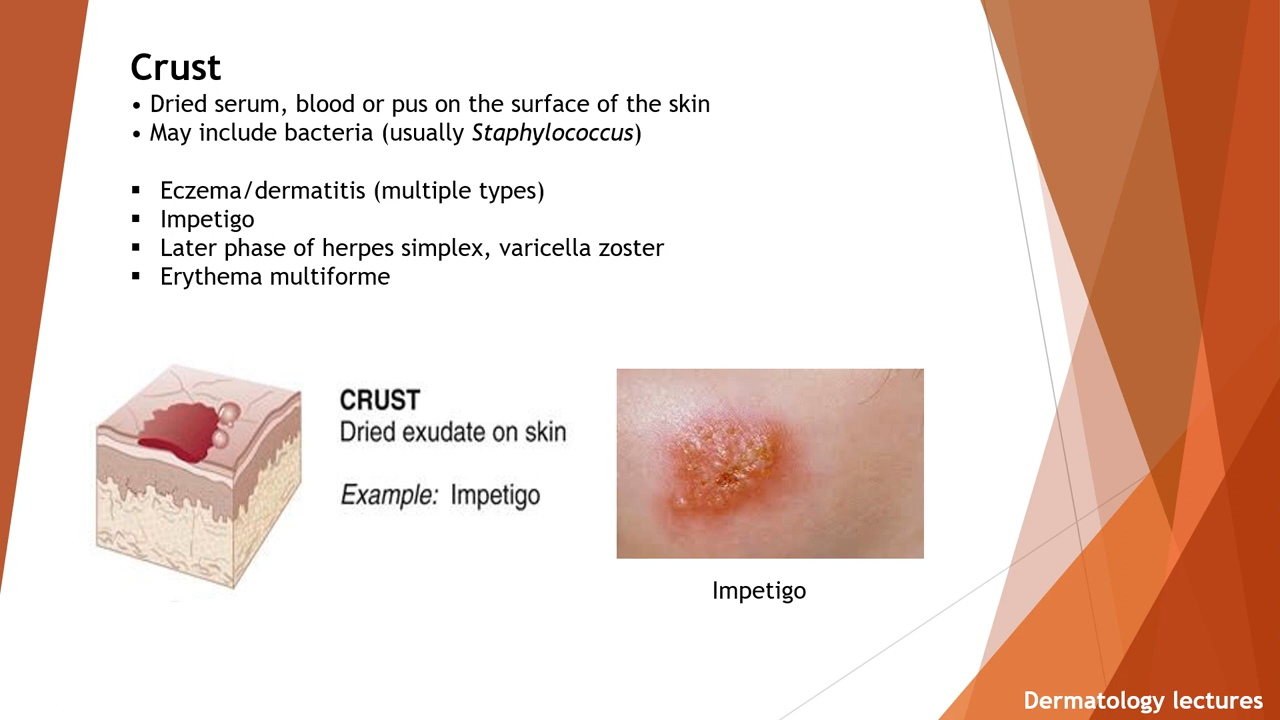 Crust
• Dried serum, blood or pus on the surface of the skin
• May include bacteria (usually Staphylococcus)
▪ Eczema/dermatitis (multiple types)
▪ Impetigo
▪ Later phase of herpes simplex, varicella zoster
▪ Erythema multiforme
CRUST
Dried exudate on skin
Example: Impetigo
Impetigo
Dermatology lectures